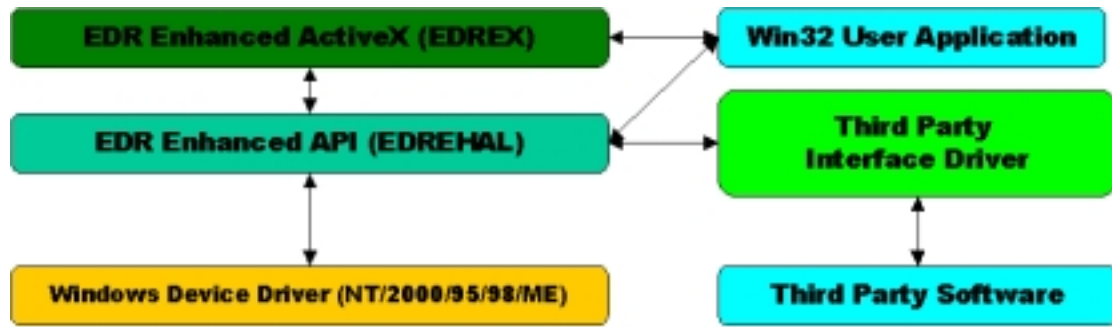 EDR Enhanced ActiveX (EDREX)
Win32 User Application
EDR Enhanced API (EDREHAL)
Third Party
Interface Driver
Windows Device Driver (NT/2000/95/98/ME)
Third Party Software